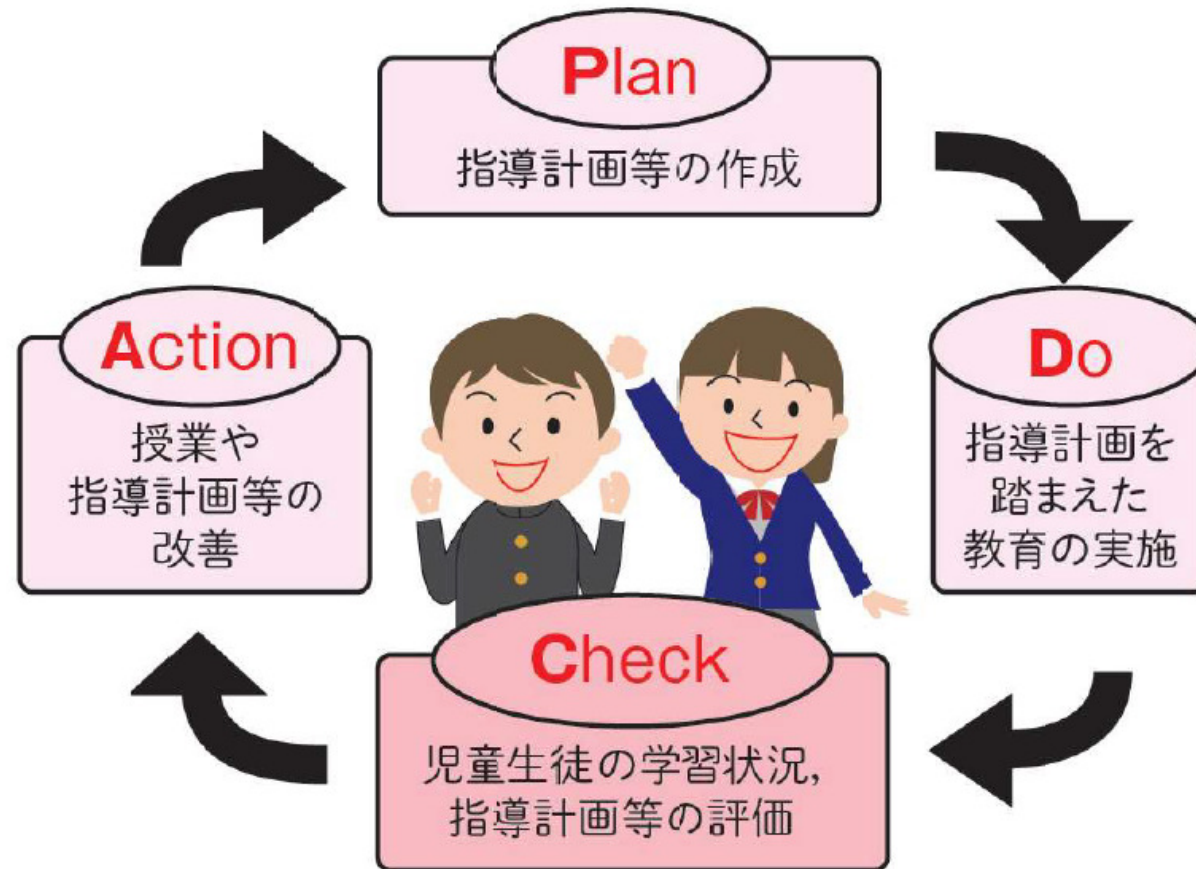 Plan
指導計画等の作成
Do
指導計画を
踏まえた
教育の実施
Check
児童生徒の学習状況,
指導計画等の評価
Action
授業や
指導計画等の
改善